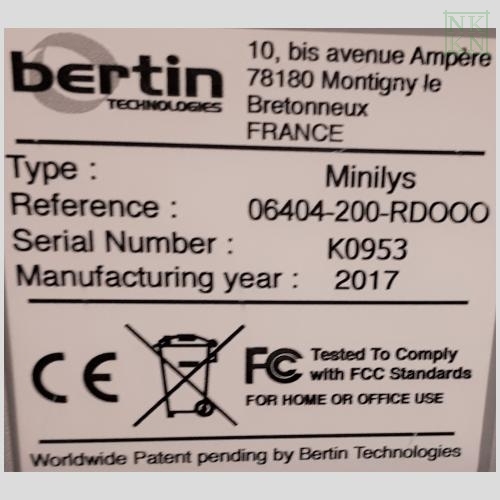 NK
KN
bertin
TECHNOLOGIES
10, bis avenue Ampère
78180 Montigny le
Bretonneux
FRANCE
Type : Minilys
Reference : 06404-200-RDOOO
Serial Number : K0953
Manufacturing year : 2017
CE
FC Tested To Comply
with FCC Standards
FOR HOME OR OFFICE USE
Worldwide Patent pending by Bertin Technologies